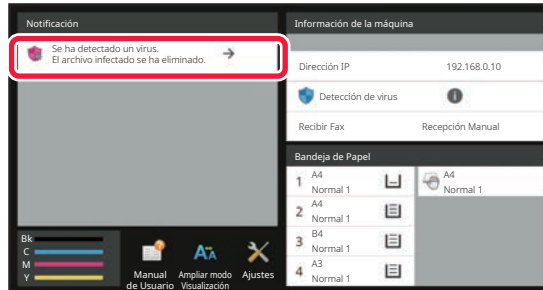 Notificación
Se ha detectado un virus.
El archivo infectado se ha eliminado.
Información de la máquina
Dirección IP 192.168.0.10
Detección de virus
Recibir Fax Recepción Manual
Bandeja de Papel
1 A4
Normal 1
A4
Normal 1
2 A4
Normal 1
3 B4
Normal 1
4 A3
Normal 1
Bk
C
M
Y
Manual
de Usuario
Ampliar modo
Visualización
Ajustes